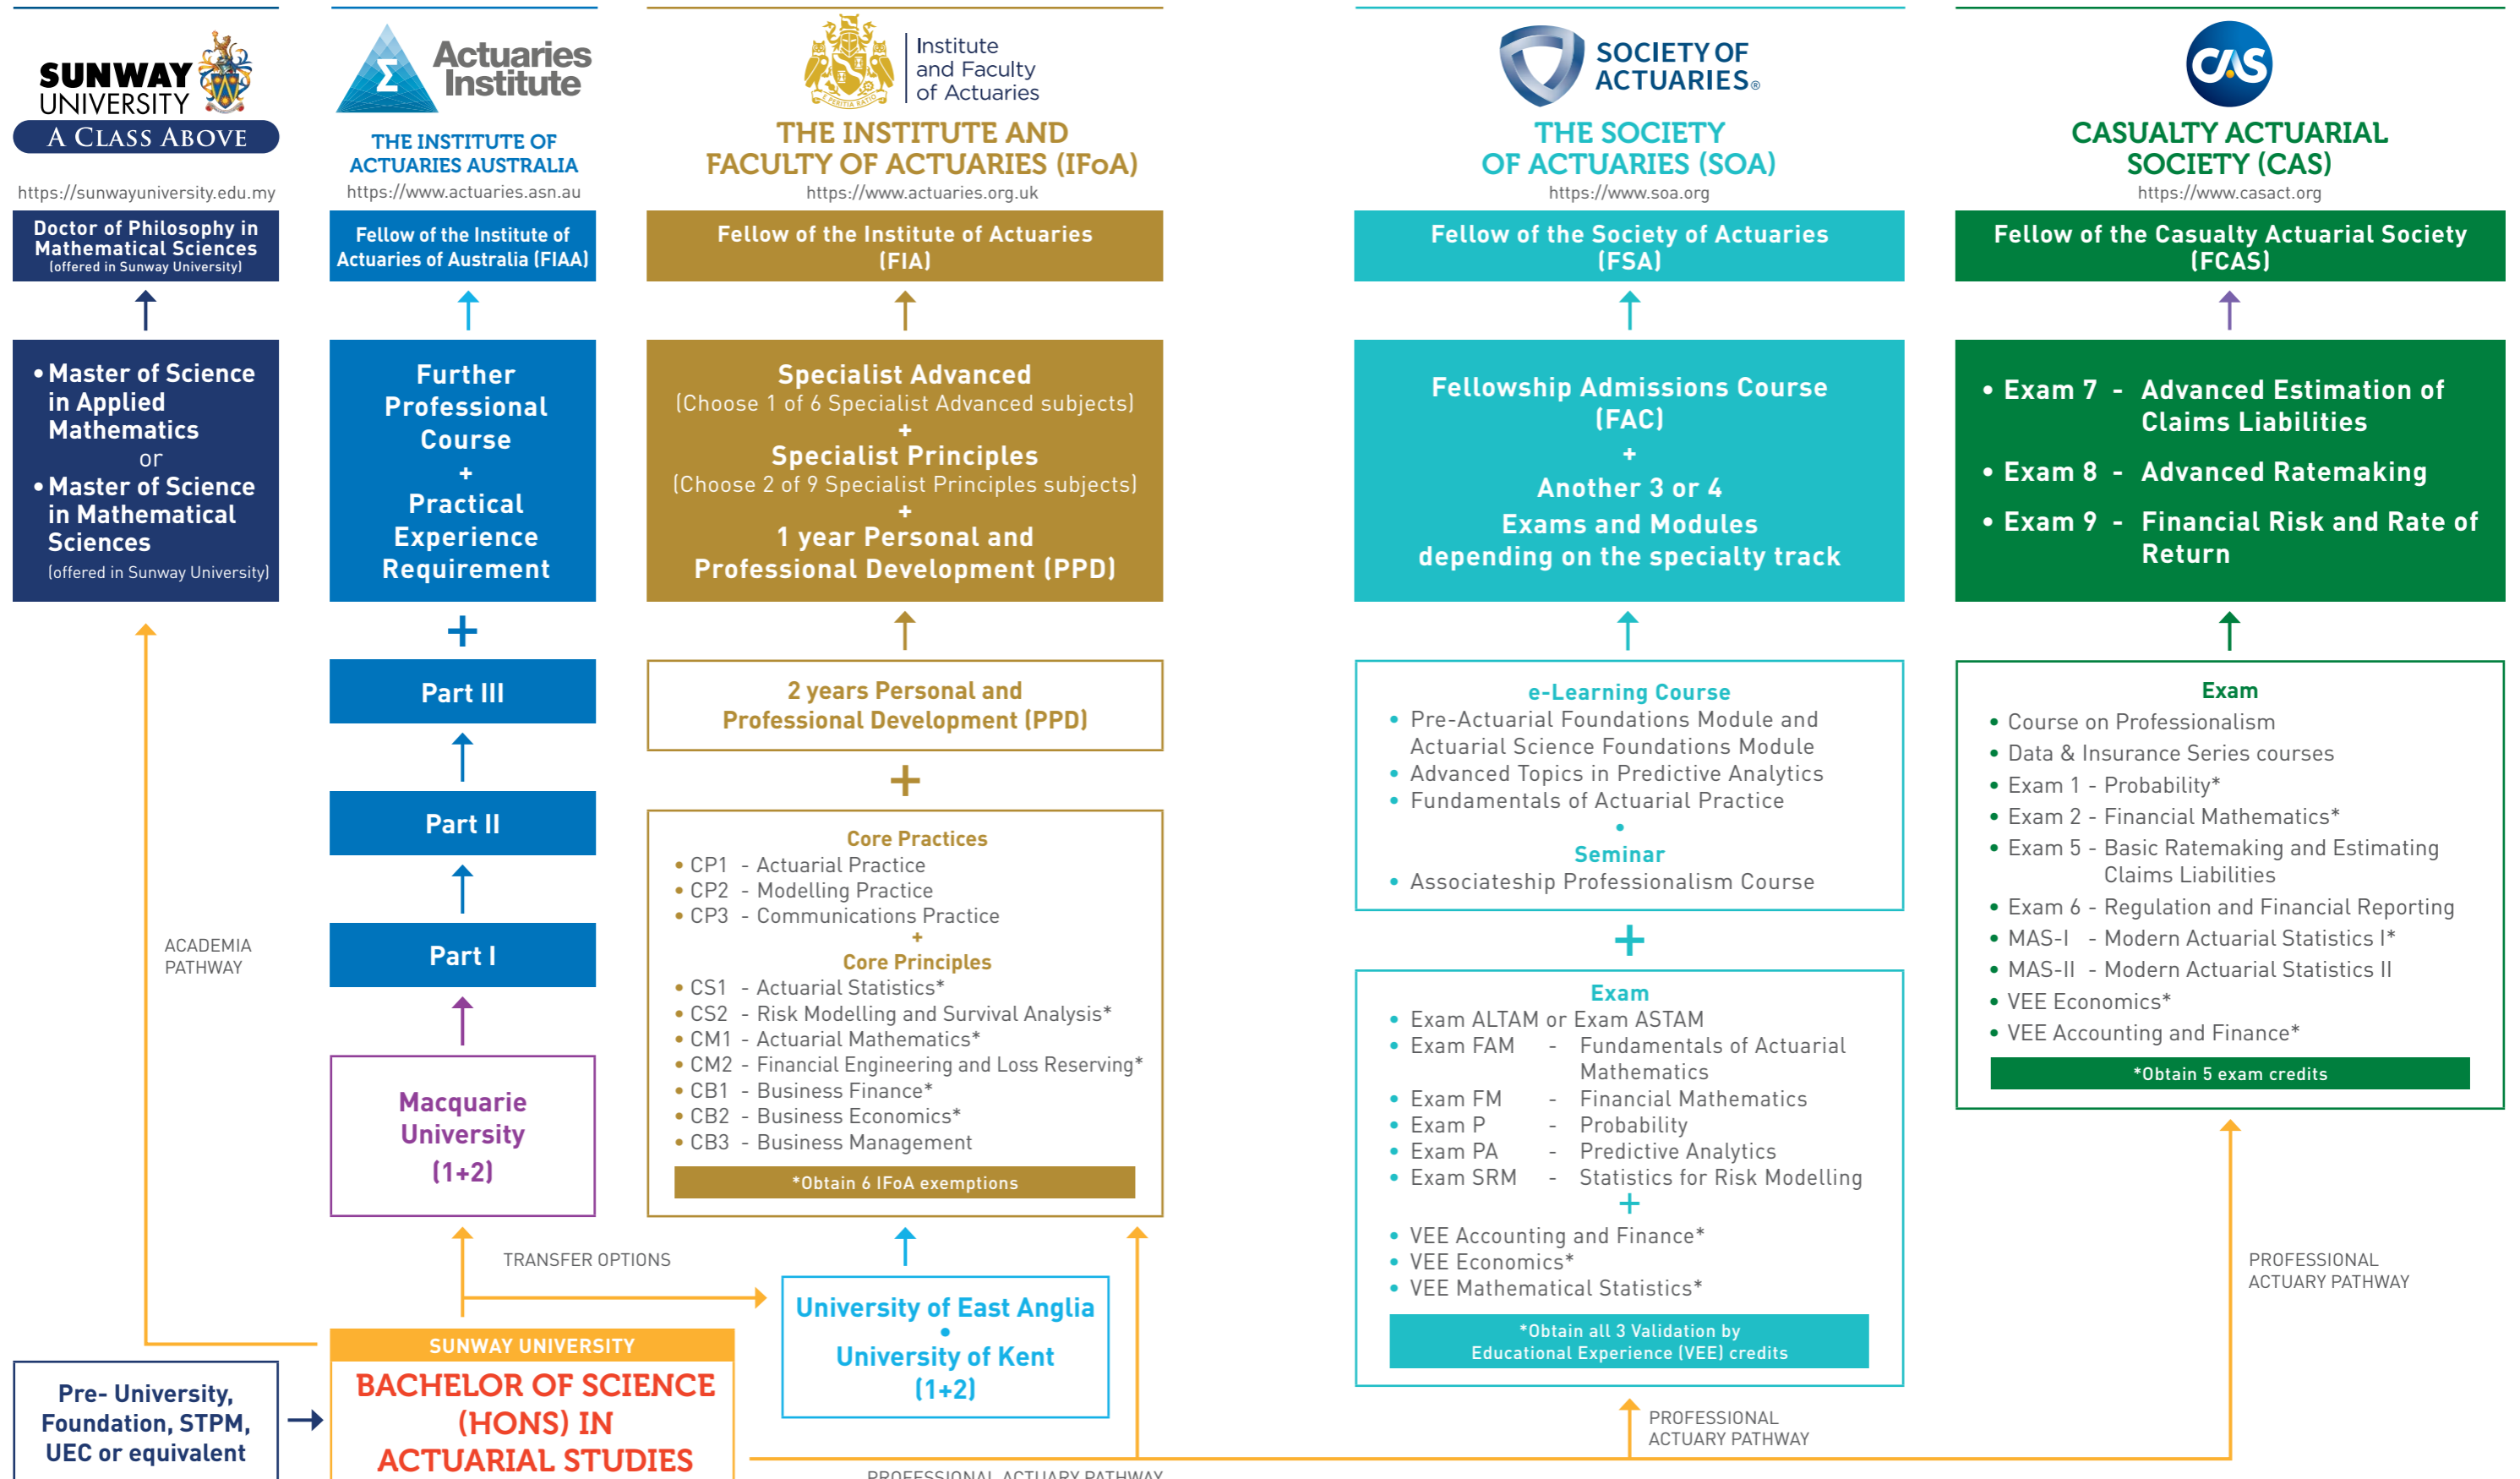 SUNWAY
UNIVERSITY
A CLASS ABOVE
https://sunwayuniversity.edu.my
Doctor of Philosophy in
Mathematical Sciences
(offered in Sunway University)
• Master of Science
in Applied
Mathematics
or
• Master of Science
in Mathematical
Sciences
(offered in Sunway University)
ACADEMIA
PATHWAY
Pre- University,
Foundation, STPM,
UEC or equivalent
Σ
Actuaries
Institute
THE INSTITUTE OF
ACTUARIES AUSTRALIA
https://www.actuaries.asn.au
Fellow of the Institute of
Actuaries of Australia (FIAA)
Further
Professional
Course
+
Practical
Experience
Requirement
+
Part III
Part II
Part I
Macquarie
University
(1+2)
TRANSFER OPTIONS
SUNWAY UNIVERSITY
BACHELOR OF SCIENCE
(HONS) IN
ACTUARIAL STUDIES
E PERITIA RATIO
Institute
and Faculty
of Actuaries
THE INSTITUTE AND
FACULTY OF ACTUARIES (IFoA)
https://www.actuaries.org.uk
Fellow of the Institute of Actuaries
(FIA)
Specialist Advanced
(Choose 1 of 6 Specialist Advanced subjects)
+
Specialist Principles
(Choose 2 of 9 Specialist Principles subjects)
+
1 year Personal and
Professional Development (PPD)
2 years Personal and
Professional Development (PPD)
+
Core Practices
• CP1 - Actuarial Practice
• CP2 - Modelling Practice
• CP3 - Communications Practice
+
Core Principles
• CS1 - Actuarial Statistics*
• CS2 - Risk Modelling and Survival Analysis*
• CM1 - Actuarial Mathematics*
• CM2 - Financial Engineering and Loss Reserving*
• CB1 - Business Finance*
• CB2 - Business Economics*
• CB3 - Business Management
*Obtain 6 IFoA exemptions
University of East Anglia
•
University of Kent
(1+2)
PROFESSIONAL ACTUARY PATHWAY
SOCIETY OF
ACTUARIES®
THE SOCIETY
OF ACTUARIES (SOA)
https://www.soa.org
Fellow of the Society of Actuaries
(FSA)
Fellowship Admissions Course
(FAC)
+
Another 3 or 4
Exams and Modules
depending on the specialty track
e-Learning Course
• Pre-Actuarial Foundations Module and
Actuarial Science Foundations Module
• Advanced Topics in Predictive Analytics
• Fundamentals of Actuarial Practice
•
Seminar
• Associateship Professionalism Course
+
Exam
• Exam ALTAM or Exam ASTAM
• Exam FAM - Fundamentals of Actuarial
Mathematics
• Exam FM - Financial Mathematics
• Exam P - Probability
• Exam PA - Predictive Analytics
• Exam SRM - Statistics for Risk Modelling
+
• VEE Accounting and Finance*
• VEE Economics*
• VEE Mathematical Statistics*
*Obtain all 3 Validation by
Educational Experience (VEE) credits
PROFESSIONAL
ACTUARY PATHWAY
CAS
CASUALTY ACTUARIAL
SOCIETY (CAS)
https://www.casact.org
Fellow of the Casualty Actuarial Society
(FCAS)
• Exam 7 - Advanced Estimation of
Claims Liabilities
• Exam 8 - Advanced Ratemaking
• Exam 9 - Financial Risk and Rate of
Return
Exam
• Course on Professionalism
• Data & Insurance Series courses
• Exam 1 - Probability*
• Exam 2 - Financial Mathematics*
• Exam 5 - Basic Ratemaking and Estimating
Claims Liabilities
• Exam 6 - Regulation and Financial Reporting
• MAS-I - Modern Actuarial Statistics I*
• MAS-II - Modern Actuarial Statistics II
• VEE Economics*
• VEE Accounting and Finance*
*Obtain 5 exam credits
PROFESSIONAL
ACTUARY PATHWAY